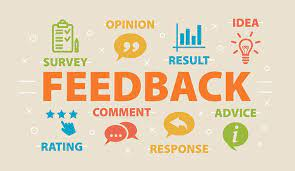 OPINION
IDEA
SURVEY
RESULT
FEEDBACK
COMMENT
ADVICE
RATING
RESPONSE